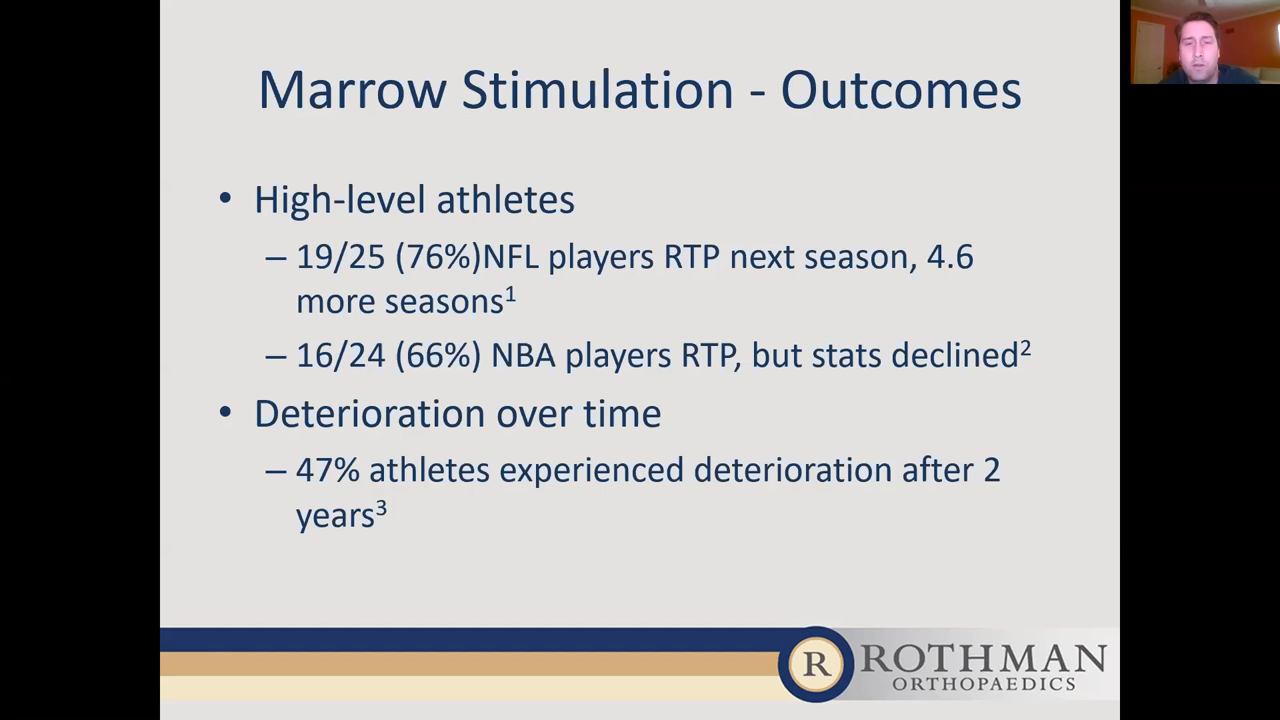 Marrow Stimulation - Outcomes
• High-level athletes
– 19/25 (76%)NFL players RTP next season, 4.6
more seasons¹
– 16/24 (66%) NBA players RTP, but stats declined²
• Deterioration over time
– 47% athletes experienced deterioration after 2
years³
R
ROTHMAN
ORTHOPAEDICS